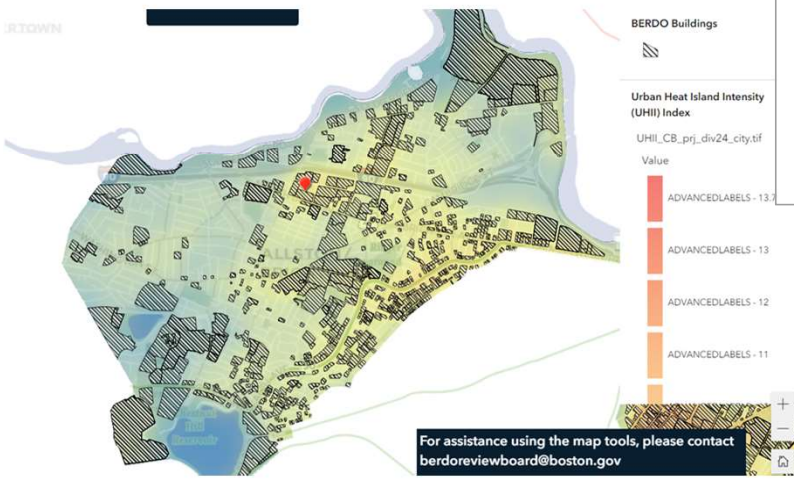 BERDO Buildings
Urban Heat Island Intensity
(UHII) Index
UHII_CB_prj_div24_city.tif
Value
ADVANCEDLABELS - 13.7
ADVANCEDLABELS - 13
ADVANCEDLABELS - 12
ADVANCEDLABELS - 11
Reservoir
For assistance using the map tools, please contact
berdoreviewboard@boston.gov